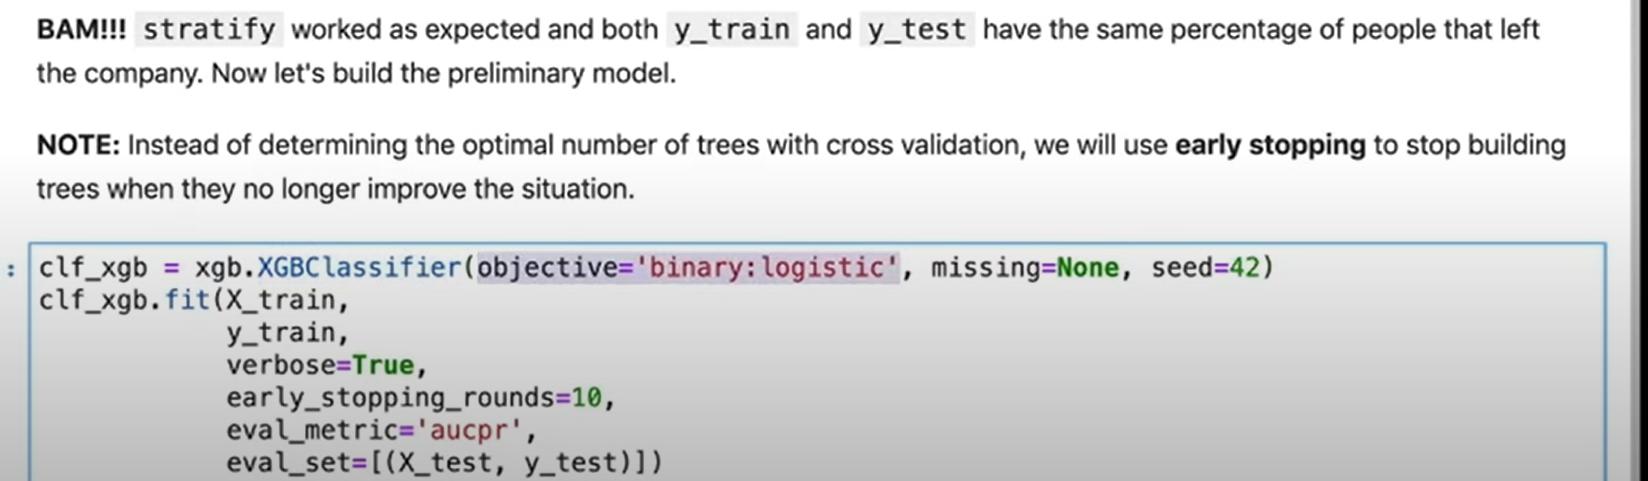 BAM!!! stratify worked as expected and both y_train and y_test have the same percentage of people that left
the company. Now let's build the preliminary model.
NOTE: Instead of determining the optimal number of trees with cross validation, we will use early stopping to stop building
trees when they no longer improve the situation.
: clf_xgb = xgb.XGBClassifier(objective='binary:logistic', missing=None, seed=42)
clf_xgb.fit(X_train,
y_train,
verbose=True,
early_stopping_rounds=10,
eval_metric='aucpr',
eval_set=[(X_test, y_test)])